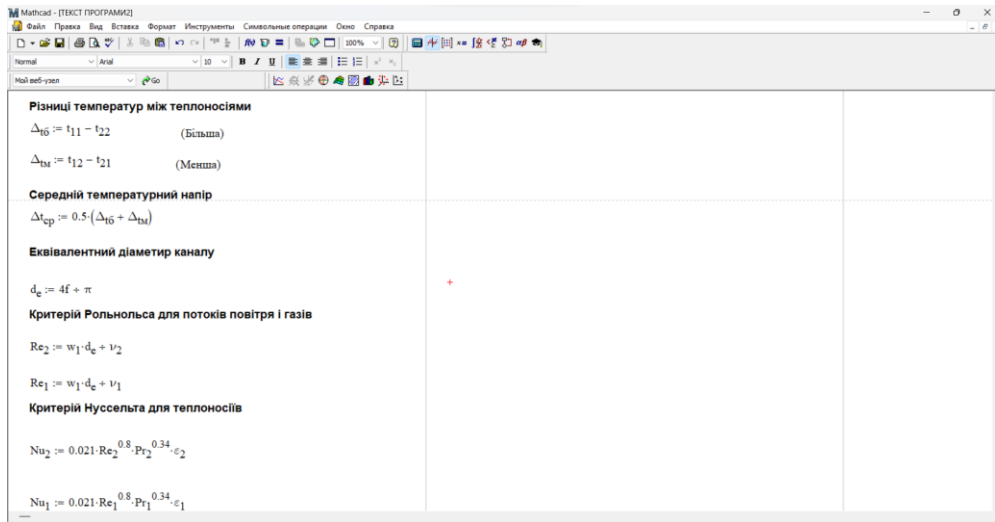 Mathcad - [ТЕКСТ ПРОГРАМИ2]
Файл Правка Вид Вставка Формат Инструменты Символьные операции Окно Справка
100%
Normal Arial 10 B I U
Мой веб-узел Go
Різниці температур між теплоносіями
Δtб := t11 − t22 (Більша)
Δtм := t12 − t21 (Менша)
Середній температурний напір
Δtср := 0.5·(Δtб + Δtм)
Еквівалентний діаметир каналу
de := 4f ÷ π
Критерій Рольнольса для потоків повітря і газів
Re2 := w1·de ÷ ν2
Re1 := w1·de ÷ ν1
Критерій Нуссельта для теплоносіїв
Nu2 := 0.021·Re2^0.8·Pr2^0.34·ε2
Nu1 := 0.021·Re1^0.8·Pr1^0.34·ε1